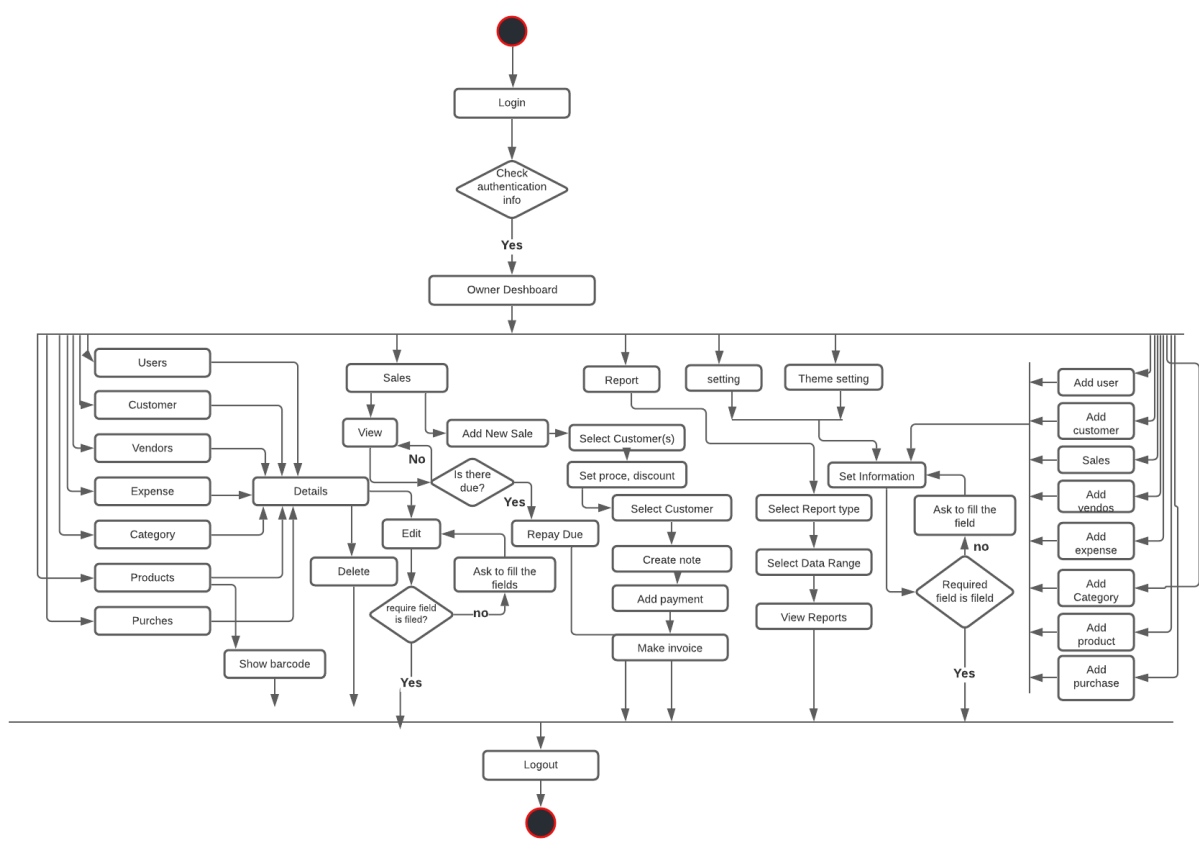 Login
Check
authentication
info
Yes
Owner Deshboard
Users
Customer
Vendors
Expense
Category
Products
Purches
Show barcode
Details
Delete
Sales
View
No
Is there
due?
Yes
Edit
Ask to fill the
fields
require field
is filed?
no
Yes
Add New Sale
Select Customer(s)
Set proce, discount
Select Customer
Repay Due
Create note
Add payment
Make invoice
Report
Select Report type
Select Data Range
View Reports
setting
Theme setting
Set Information
Ask to fill the
field
no
Required
field is fileld
Yes
Add user
Add
customer
Sales
Add
vendos
Add
expense
Add
Category
Add
product
Add
purchase
Logout